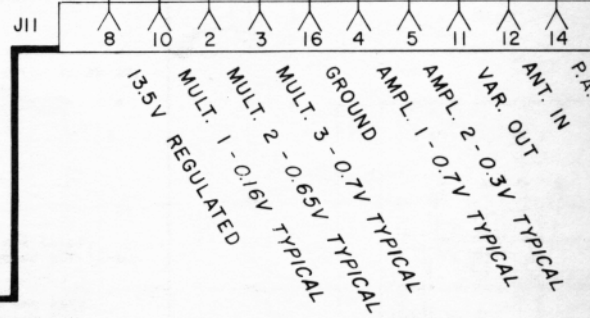 J11
8 10 2 3 16 4 5 11 12 14
13.5V REGULATED
MULT. 1 - 0.16V TYPICAL
MULT. 2 - 0.65V TYPICAL
MULT. 3 - 0.7V TYPICAL
GROUND
AMPL. 1 - 0.7V TYPICAL
AMPL. 2 - 0.3V TYPICAL
VAR. OUT
ANT. IN
P.A.